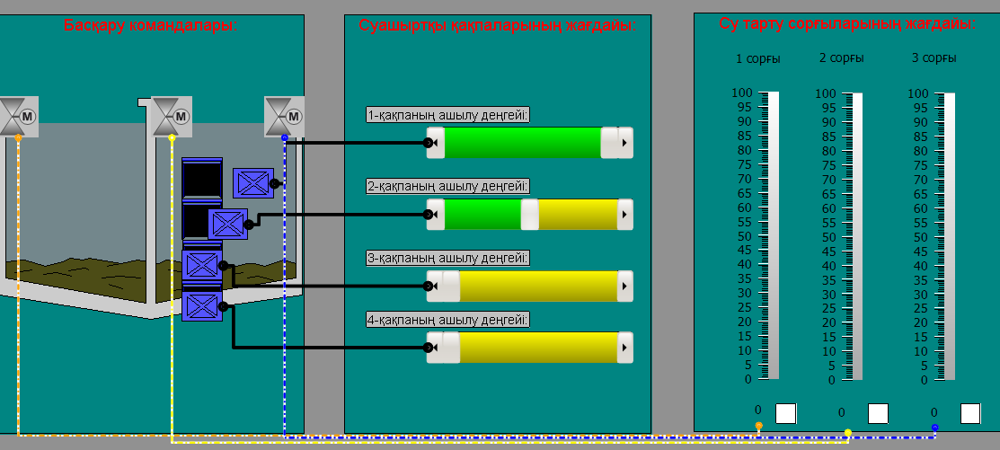 Басқару командалары:
Суашыртқы қақпаларының жағдайы:
Су тарту сорғыларының жағдайы:
M
M
M
1-қақпаның ашылу деңгейі:
2-қақпаның ашылу деңгейі:
3-қақпаның ашылу деңгейі:
4-қақпаның ашылу деңгейі:
1 сорғы 2 сорғы 3 сорғы
100 100 100
95 95 95
90 90 90
85 85 85
80 80 80
75 75 75
70 70 70
65 65 65
60 60 60
55 55 55
50 50 50
45 45 45
40 40 40
35 35 35
30 30 30
25 25 25
20 20 20
15 15 15
10 10 10
5 5 5
0 0 0
0 0 0